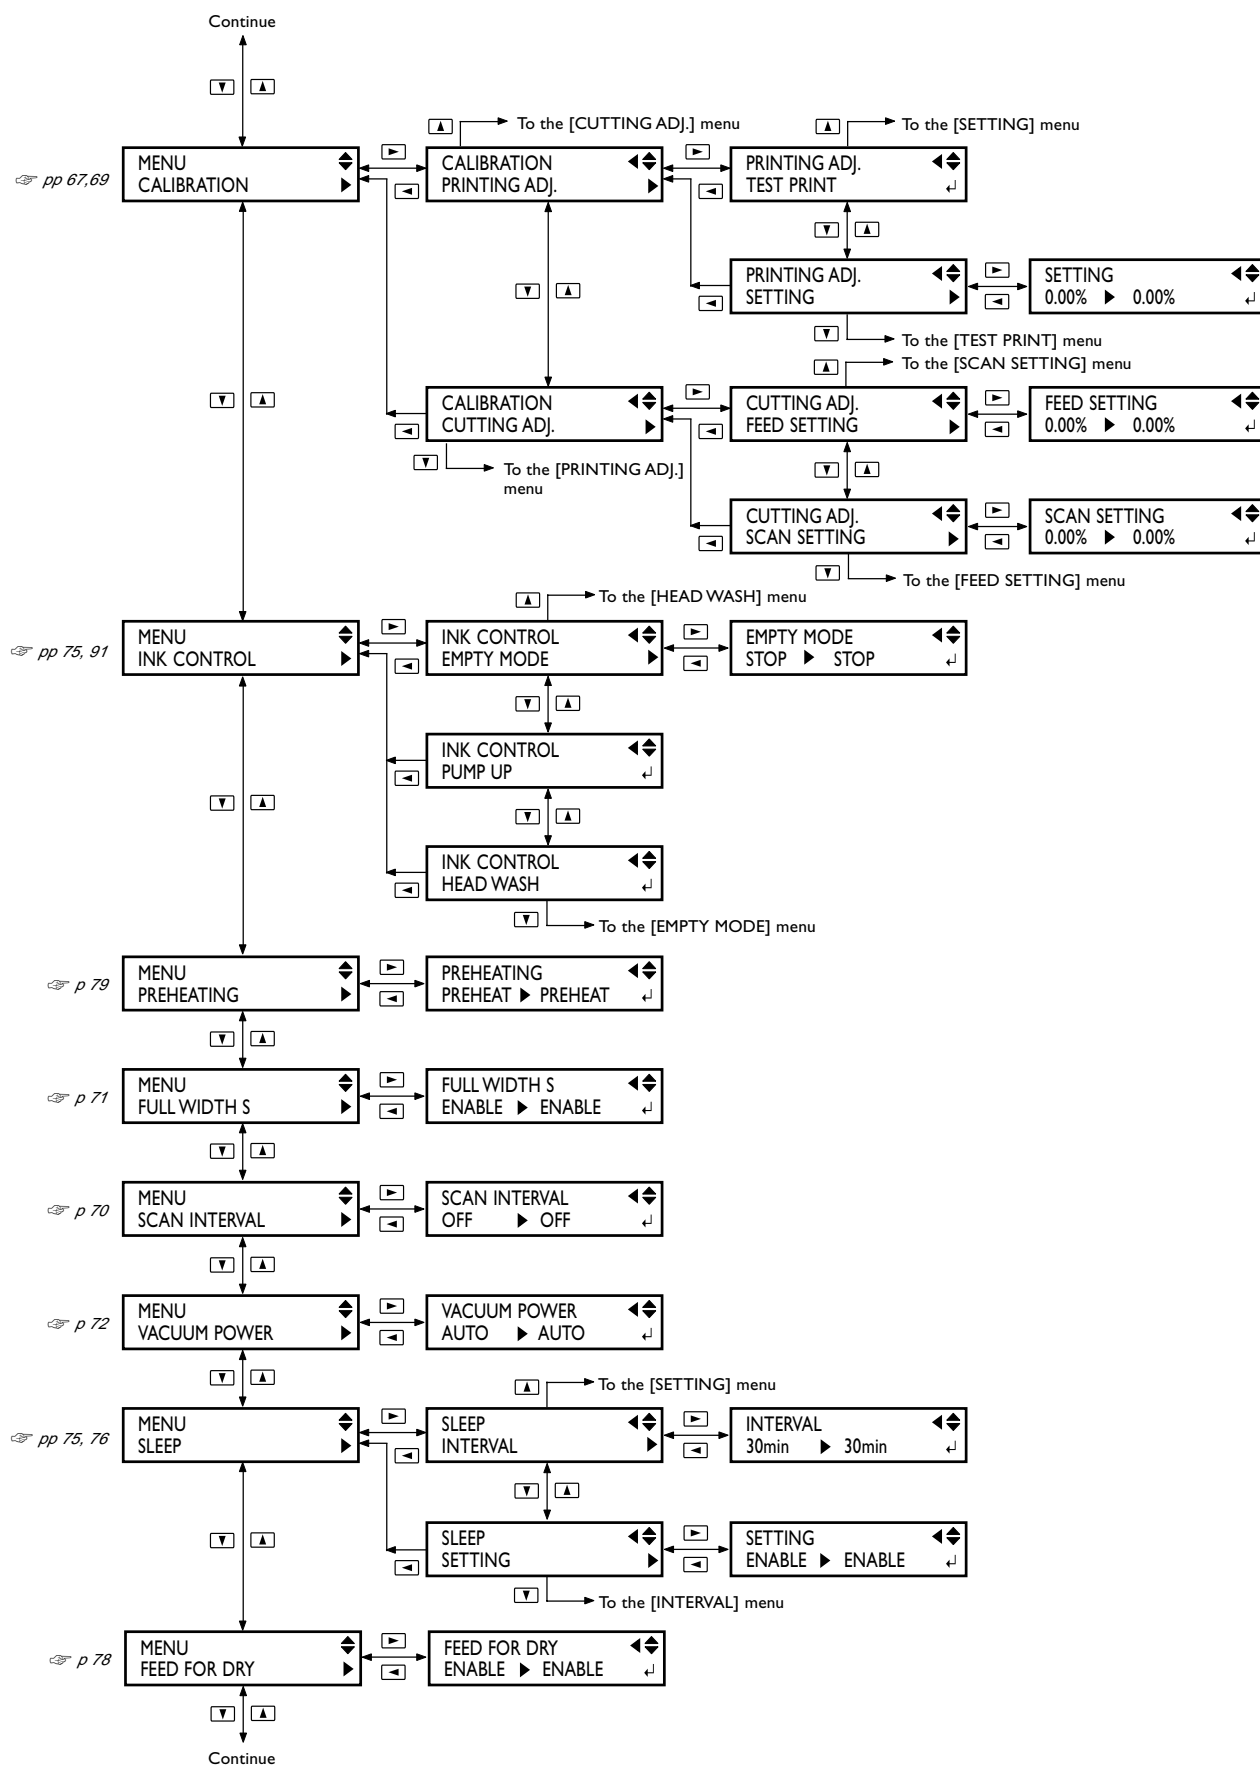 Continue
To the [CUTTING ADJ.] menu
To the [SETTING] menu
pp 67,69
MENU
CALIBRATION
CALIBRATION
PRINTING ADJ.
PRINTING ADJ.
TEST PRINT
PRINTING ADJ.
SETTING
SETTING
0.00% 0.00%
To the [TEST PRINT] menu
To the [SCAN SETTING] menu
CALIBRATION
CUTTING ADJ.
CUTTING ADJ.
FEED SETTING
FEED SETTING
0.00% 0.00%
To the [PRINTING ADJ.]
menu
CUTTING ADJ.
SCAN SETTING
SCAN SETTING
0.00% 0.00%
To the [FEED SETTING] menu
To the [HEAD WASH] menu
pp 75, 91
MENU
INK CONTROL
INK CONTROL
EMPTY MODE
EMPTY MODE
STOP STOP
INK CONTROL
PUMP UP
INK CONTROL
HEAD WASH
To the [EMPTY MODE] menu
p 79
MENU
PREHEATING
PREHEATING
PREHEAT PREHEAT
p 71
MENU
FULL WIDTH S
FULL WIDTH S
ENABLE ENABLE
p 70
MENU
SCAN INTERVAL
SCAN INTERVAL
OFF OFF
p 72
MENU
VACUUM POWER
VACUUM POWER
AUTO AUTO
To the [SETTING] menu
pp 75, 76
MENU
SLEEP
SLEEP
INTERVAL
INTERVAL
30min 30min
SLEEP
SETTING
SETTING
ENABLE ENABLE
To the [INTERVAL] menu
p 78
MENU
FEED FOR DRY
FEED FOR DRY
ENABLE ENABLE
Continue